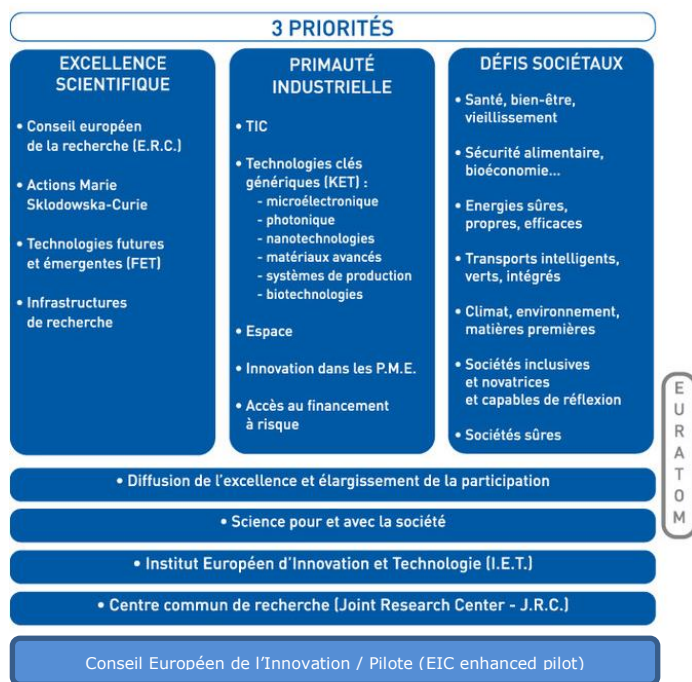 3 PRIORITÉS
EXCELLENCE
SCIENTIFIQUE
• Conseil européen
de la recherche (E.R.C.)
• Actions Marie
Sklodowska-Curie
• Technologies futures
et émergentes (FET)
• Infrastructures
de recherche
PRIMAUTÉ
INDUSTRIELLE
• TIC
• Technologies clés
génériques (KET) :
- microélectronique
- photonique
- nanotechnologies
- matériaux avancés
- systèmes de production
- biotechnologies
• Espace
• Innovation dans les P.M.E.
• Accès au financement
à risque
DÉFIS SOCIÉTAUX
• Santé, bien-être,
vieillissement
• Sécurité alimentaire,
bioéconomie...
• Energies sûres,
propres, efficaces
• Transports intelligents,
verts, intégrés
• Climat, environnement,
matières premières
• Sociétés inclusives
et novatrices
et capables de réflexion
• Sociétés sûres
EURATOM
• Diffusion de l'excellence et élargissement de la participation
• Science pour et avec la société
• Institut Européen d'Innovation et Technologie (I.E.T.)
• Centre commun de recherche (Joint Research Center - J.R.C.)
Conseil Européen de l'Innovation / Pilote (EIC enhanced pilot)